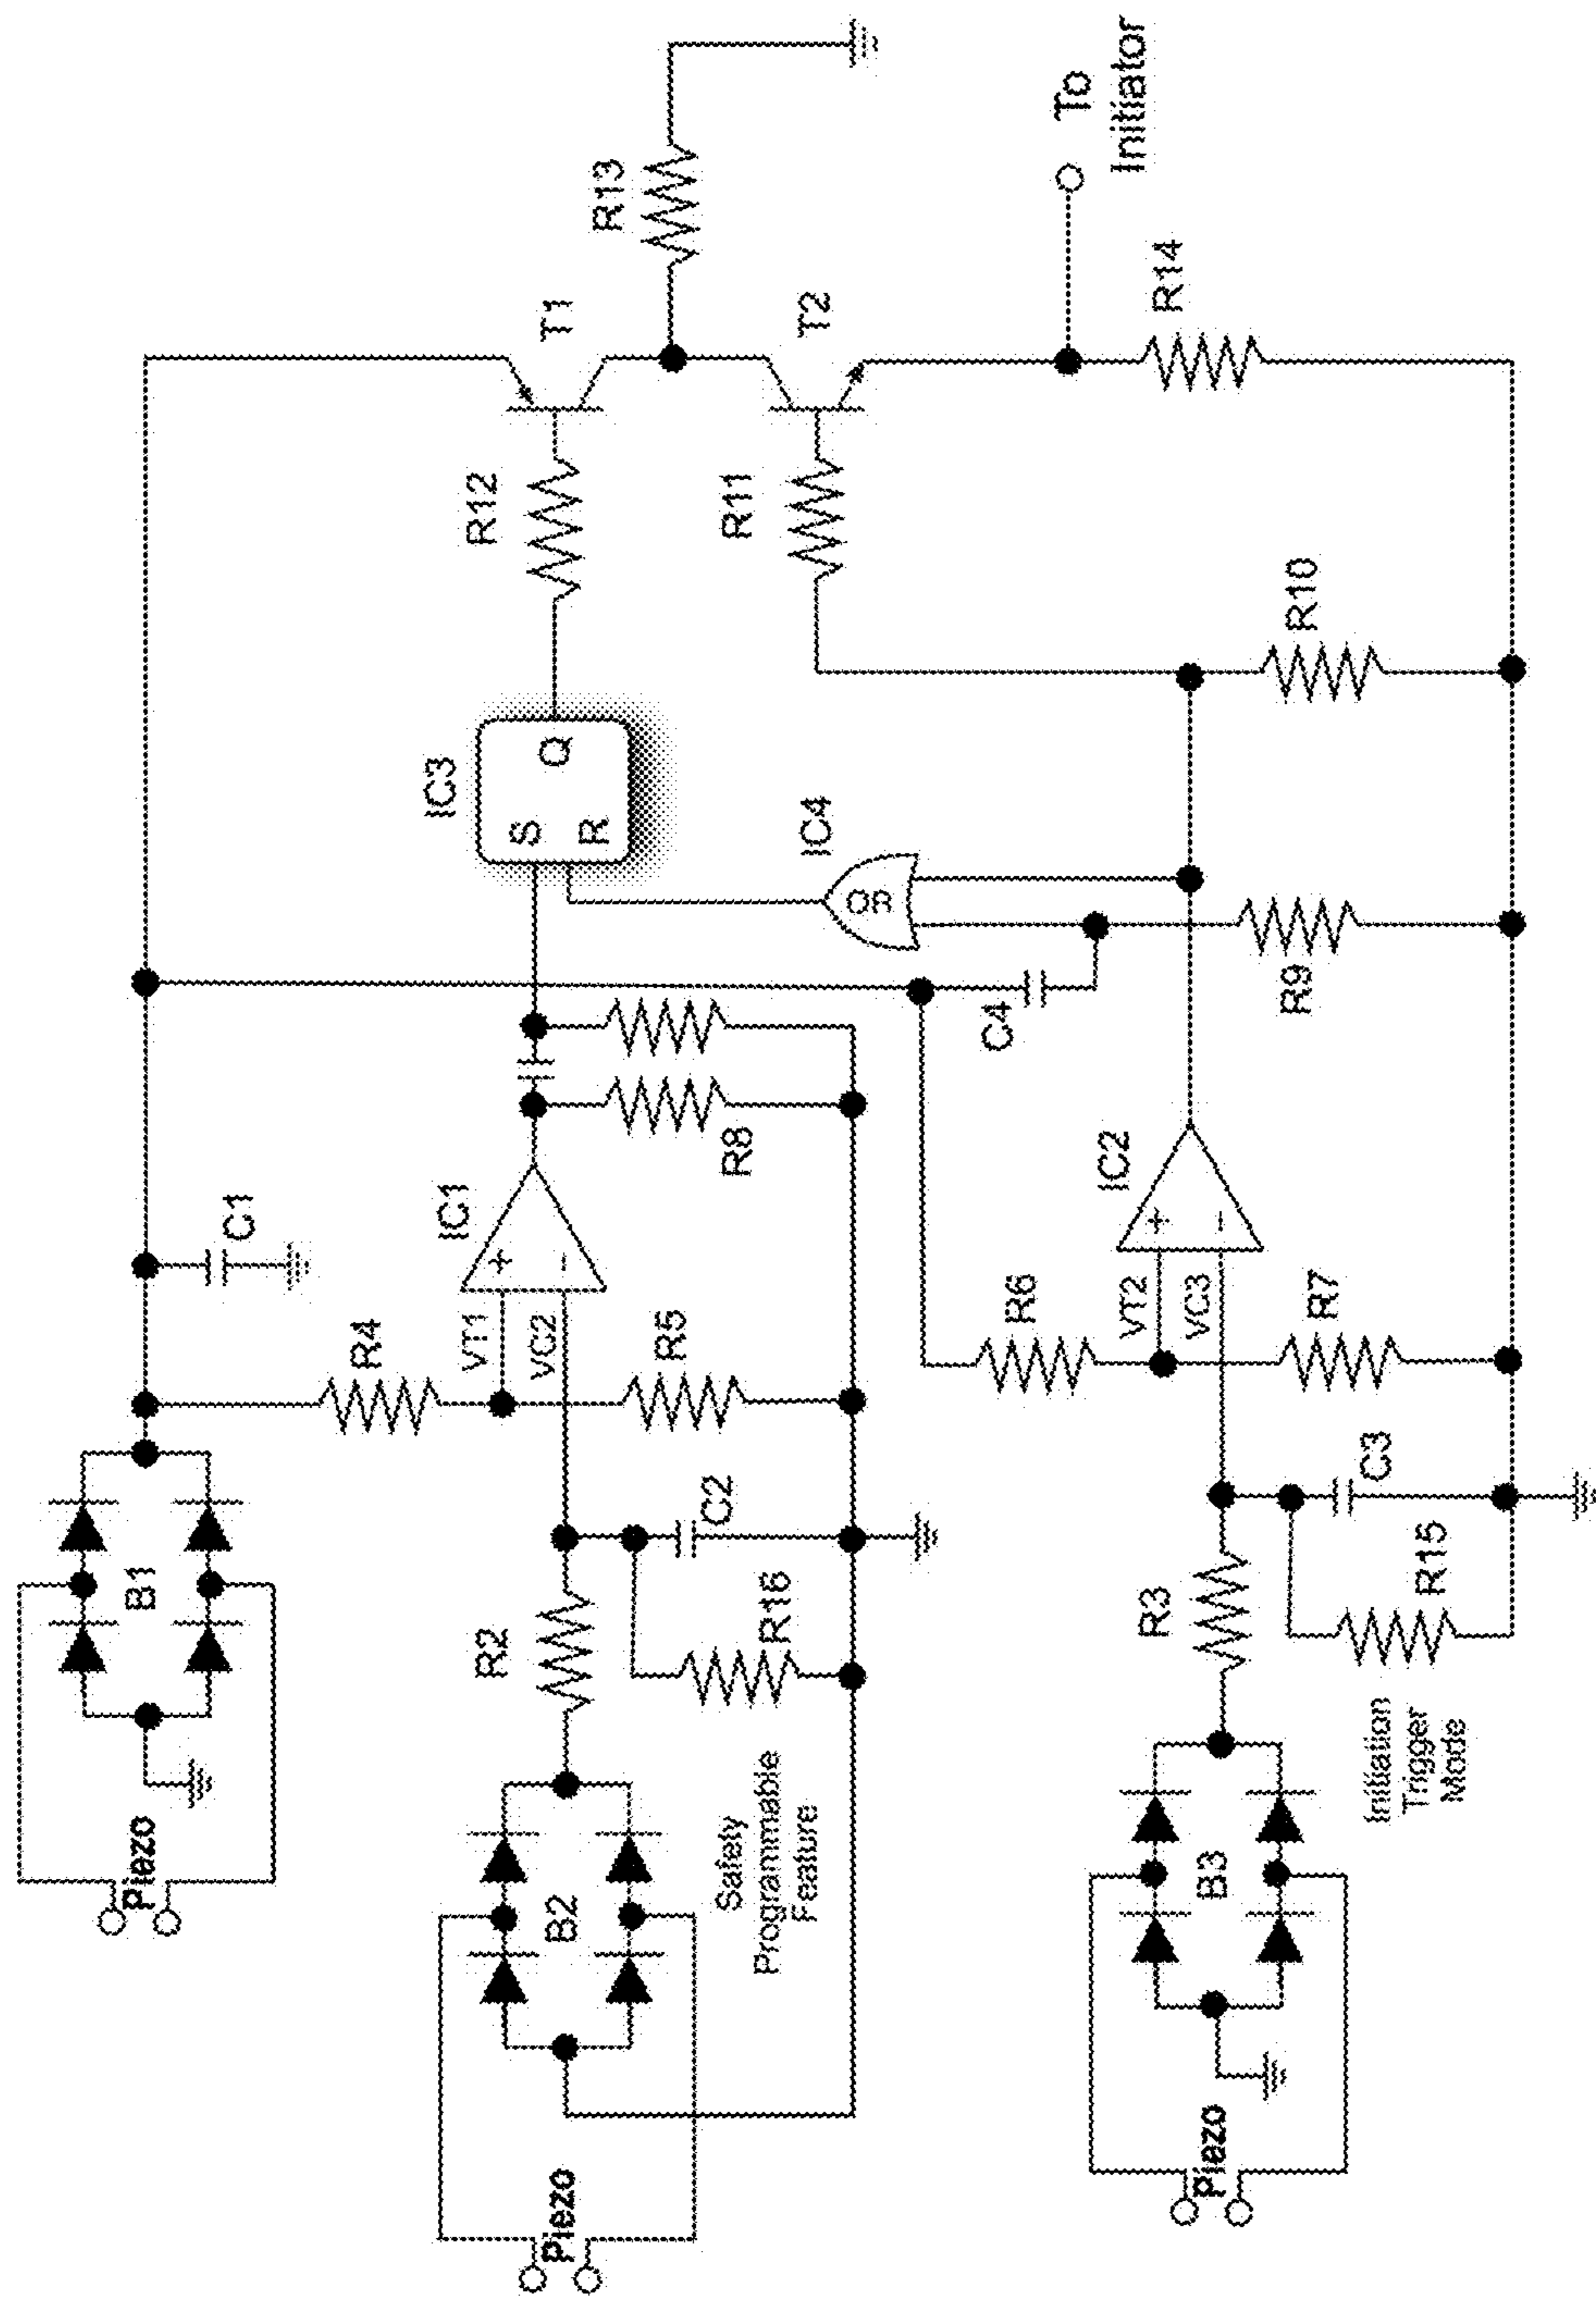 Piezo
B1
C1
R4
VT1
VC2
R5
IC1
+
−
R8
R2
C2
R16
Piezo
B2
Safety
Programmable
Feature
IC3
S
R
Q
R12
T1
R13
R11
T2
IC4
OR
C4
R9
R10
R14
To
Initiator
R6
VT2
VC3
R7
IC2
+
−
R3
C3
R15
Piezo
B3
Initiation
Trigger
Mode